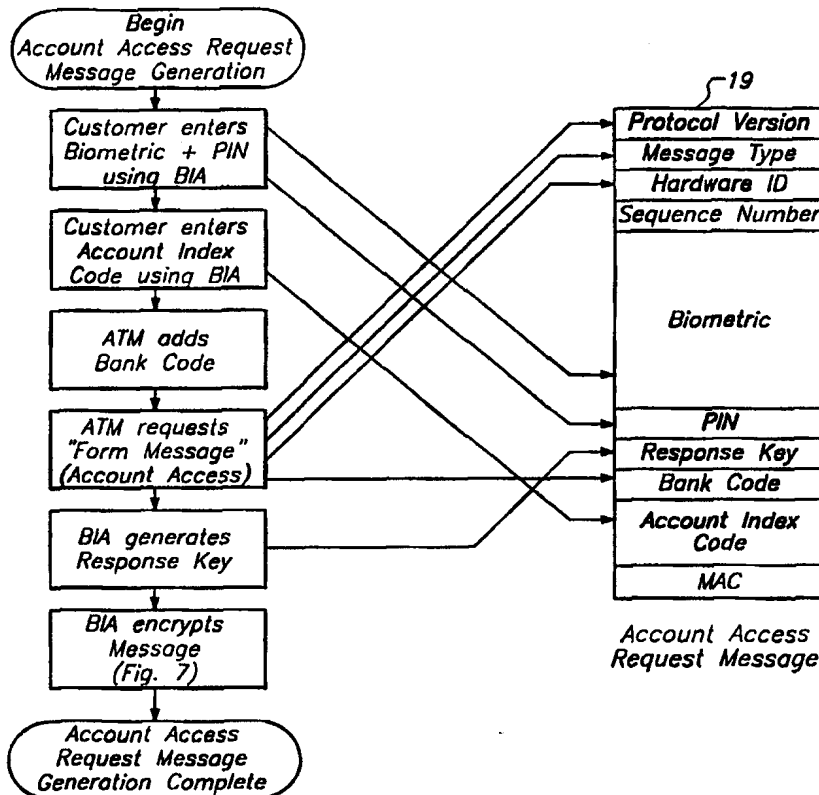 Begin
Account Access Request
Message Generation
Customer enters
Biometric + PIN
using BIA
Customer enters
Account Index
Code using BIA
ATM adds
Bank Code
ATM requests
"Form Message"
(Account Access)
BIA generates
Response Key
BIA encrypts
Message
(Fig. 7)
Account Access
Request Message
Generation Complete
19
Protocol Version
Message Type
Hardware ID
Sequence Number
Biometric
PIN
Response Key
Bank Code
Account Index
Code
MAC
Account Access
Request Message